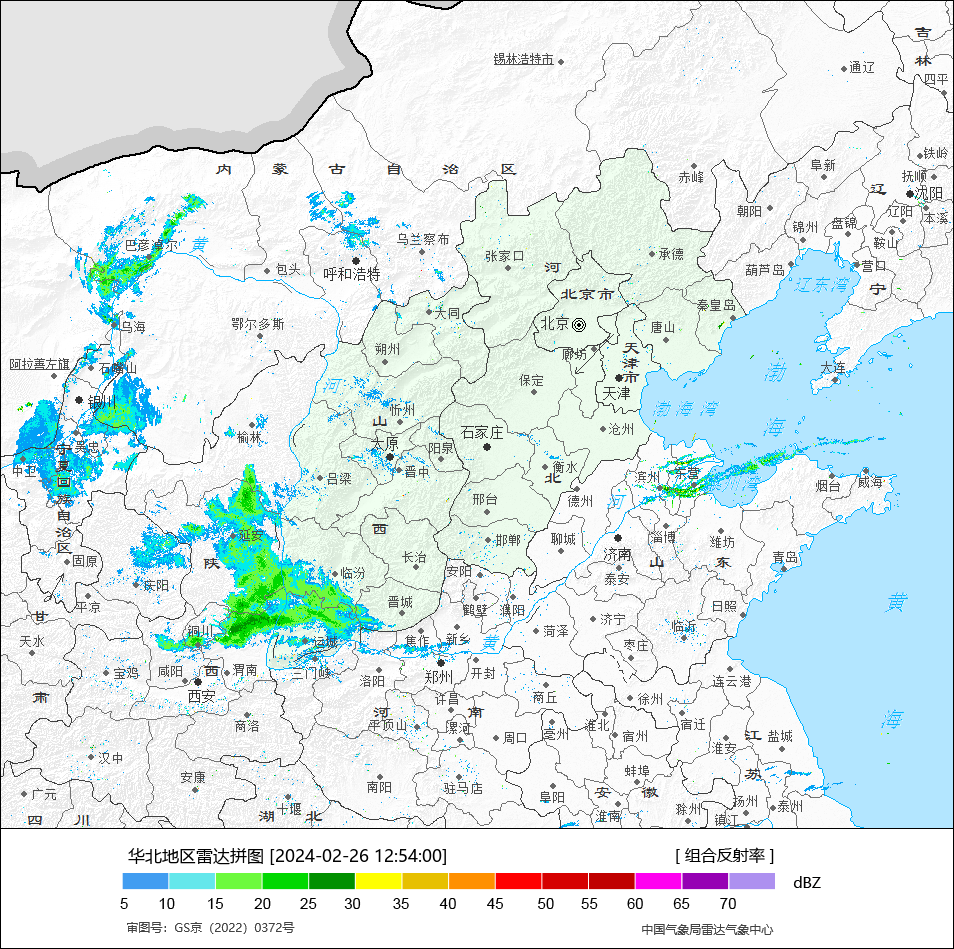 吉
林
锡林浩特市
通辽
四平
内 蒙 古 自 治 区
铁岭
阜新
赤峰
抚顺
辽
沈阳
朝阳
辽阳
本溪
锦州
盘锦
鞍山
巴彦淖尔
黄
乌兰察布
张家口
河
承德
葫芦岛
营口
呼和浩特
包头
辽东湾
宁
北京市
秦皇岛
大同
乌海
鄂尔多斯
北京
唐山
朔州
廊坊
天
津
市
阿拉善左旗
石嘴山
保定
渤
大连
河
天津
银川
忻州
渤海湾
山
榆林
太原
石家庄
沧州
海
吴忠
阳泉
中卫
宁
夏
回
族
自
治
区
晋中
衡水
东营
吕梁
北
滨州
德州
河
烟台
威海
邢台
西
延安
邯郸
聊城
淄博
潍坊
固原
陕
长治
济南
山
东
青岛
庆阳
临汾
安阳
泰安
平凉
甘
晋城
鹤壁
濮阳
日照
济宁
天水
铜川
运城
焦作
新乡
黄
菏泽
临沂
枣庄
黄
宝鸡
咸阳
西
渭南
三门峡
洛阳
郑州
开封
连云港
肃
西安
许昌
商丘
徐州
宿迁
商洛
河
南
平顶山
漯河
周口
亳州
淮北
宿州
江
盐城
海
淮安
汉中
安康
南阳
驻马店
蚌埠
苏
广元
十堰
阜阳
安
徽
滁州
扬州
泰州
四
川
湖
北
淮南
镇江
华北地区雷达拼图 [2024-02-26 12:54:00]
[ 组合反射率 ]
dBZ
5 10 15 20 25 30 35 40 45 50 55 60 65 70
审图号：GS京（2022）0372号
中国气象局雷达气象中心